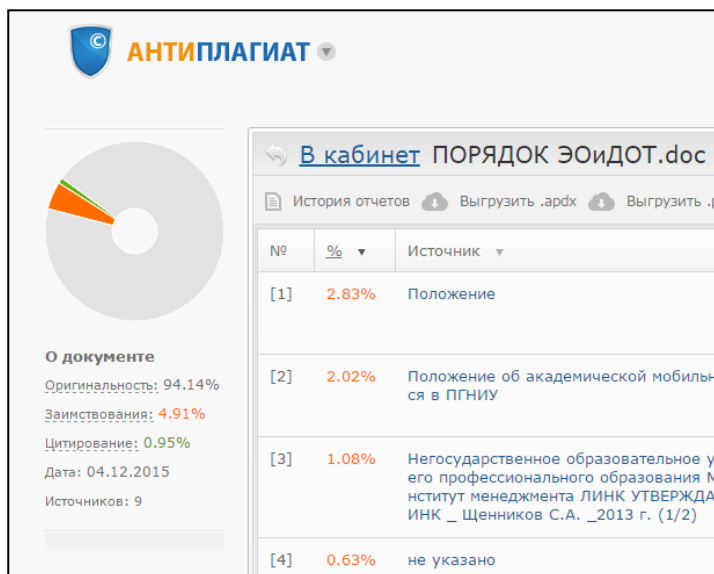 ©
АНТИПЛАГИАТ
В кабинет ПОРЯДОК ЭОиДОТ.doc
История отчетов Выгрузить .apdx Выгрузить
№ % Источник
[1] 2.83% Положение
[2] 2.02% Положение об академической мобильн
ся в ПГНИУ
[3] 1.08% Негосударственное образовательное у
его профессионального образования М
нститут менеджмента ЛИНК УТВЕРЖДА
ИНК _ Щенников С.А. _2013 г. (1/2)
[4] 0.63% не указано
О документе
Оригинальность: 94.14%
Заимствования: 4.91%
Цитирование: 0.95%
Дата: 04.12.2015
Источников: 9